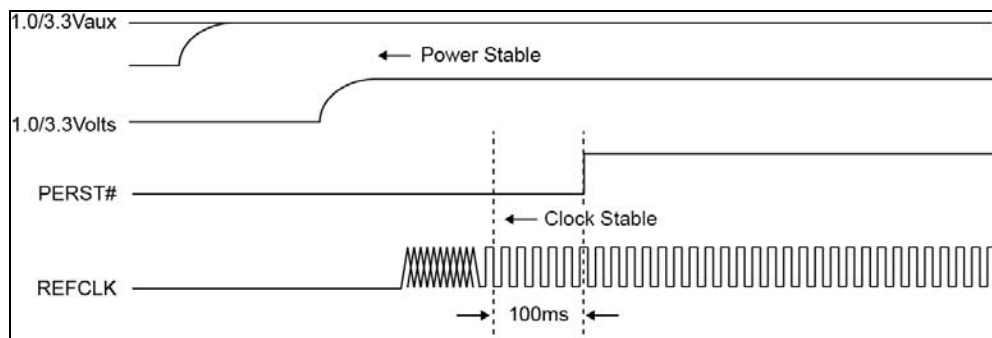 1.0/3.3Vaux
Power Stable
1.0/3.3Volts
PERST#
Clock Stable
REFCLK
100ms